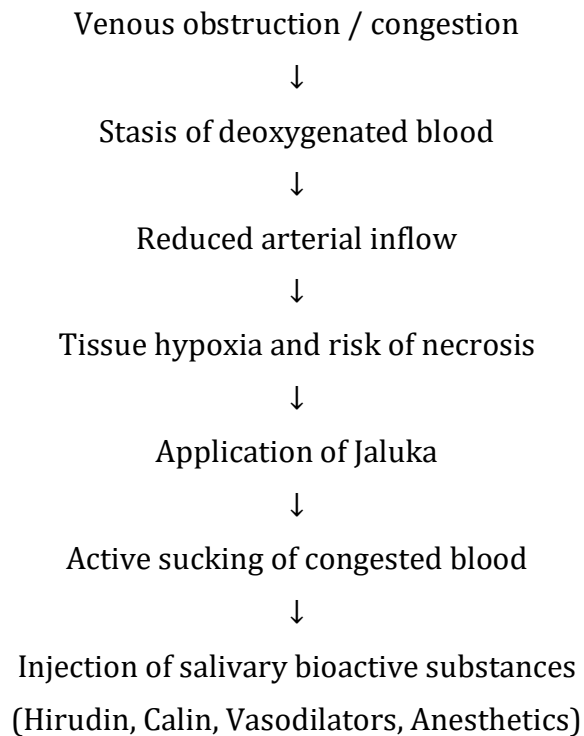 Venous obstruction / congestion
↓
Stasis of deoxygenated blood
↓
Reduced arterial inflow
↓
Tissue hypoxia and risk of necrosis
↓
Application of Jaluka
↓
Active sucking of congested blood
↓
Injection of salivary bioactive substances
(Hirudin, Calin, Vasodilators, Anesthetics)